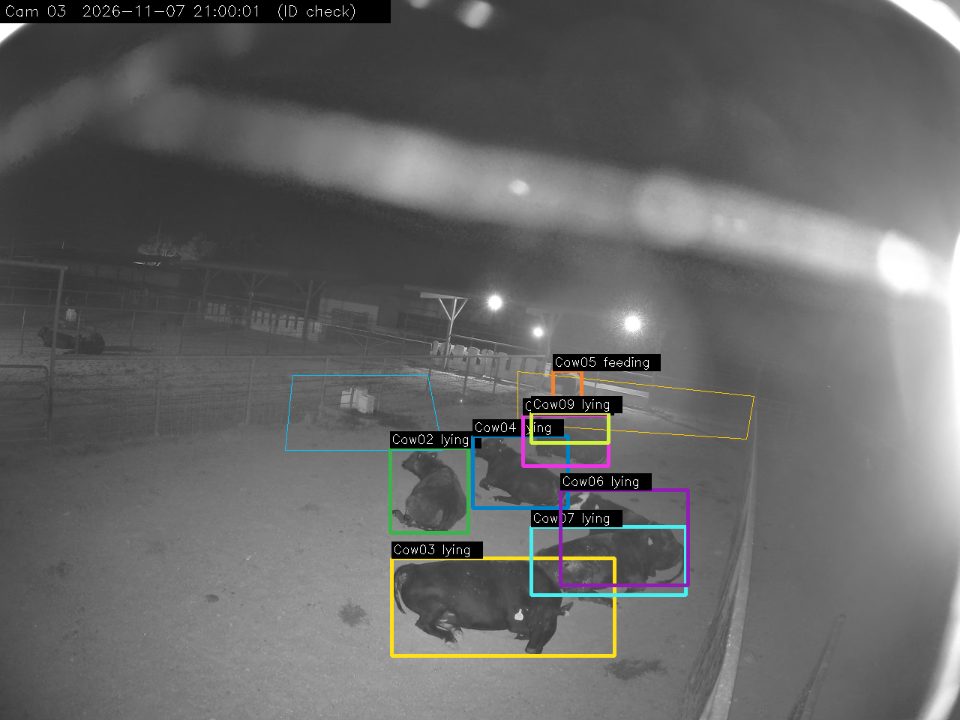 Cam 03  2026-11-07 21:00:01  (ID check)
Cow05 feeding
Cow09 lying
Cow04 lying
Cow02 lying
Cow06 lying
Cow07 lying
Cow03 lying